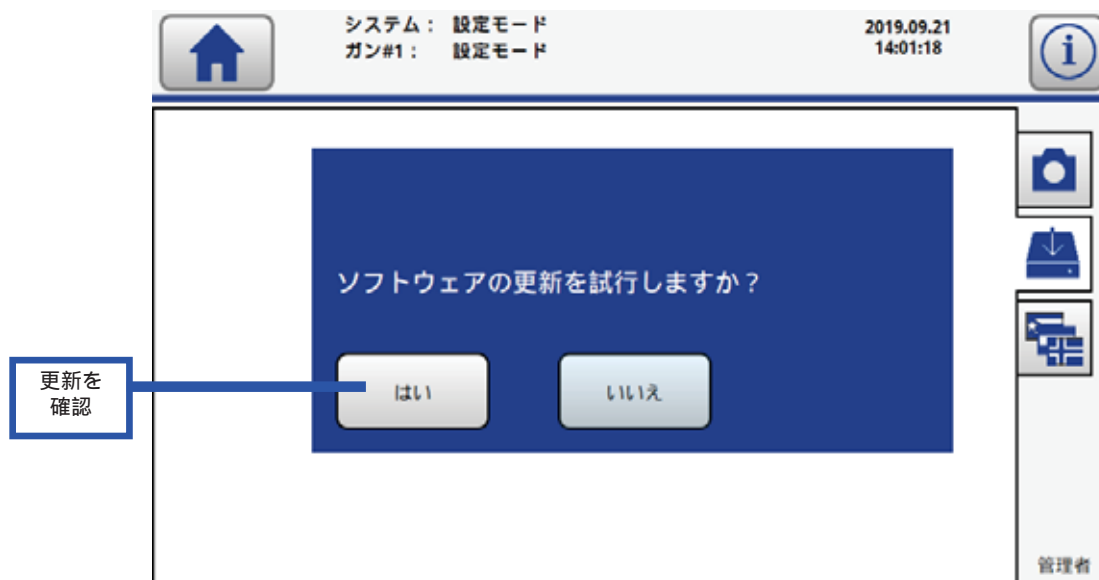 システム： 設定モード
ガン#1： 設定モード
2019.09.21
14:01:18
i
ソフトウェアの更新を試行しますか？
更新を
確認
はい
いいえ
管理者